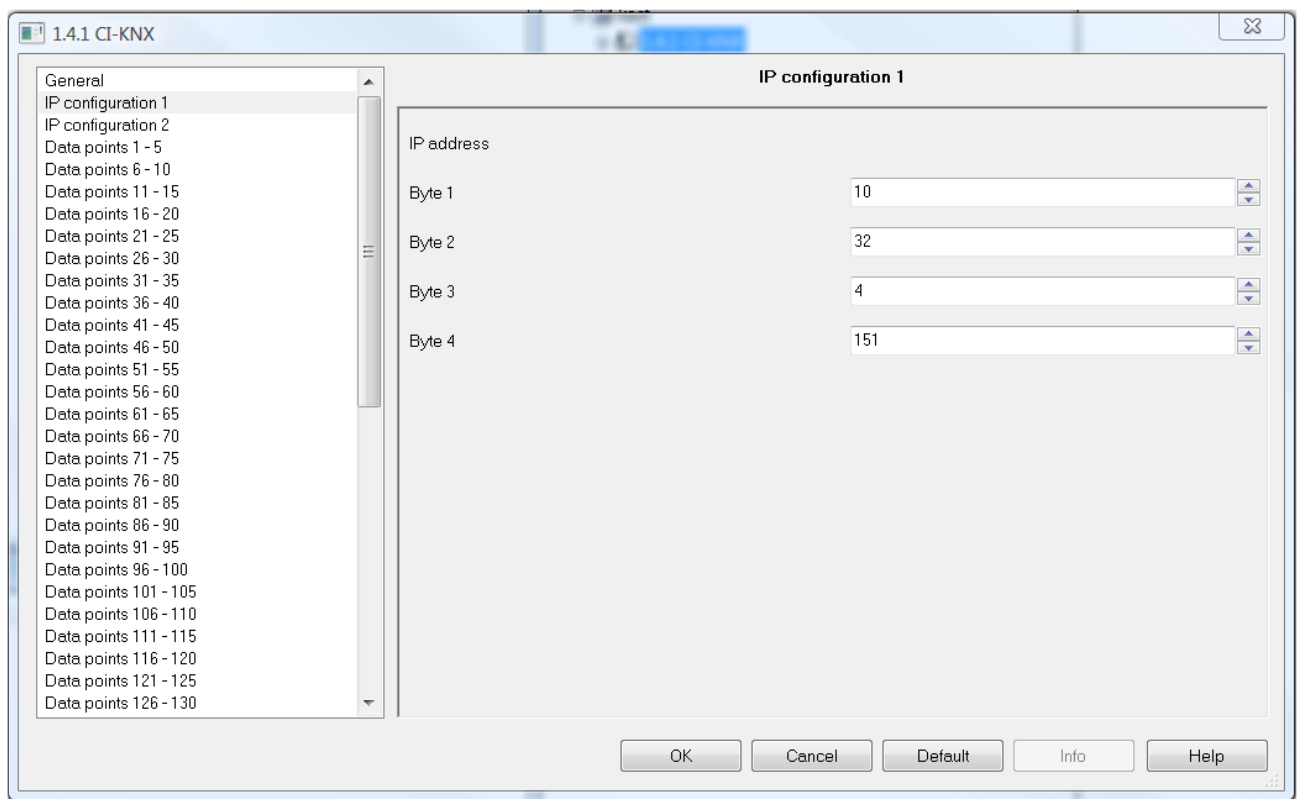 1.4.1 CI-KNX
General
IP configuration 1
IP configuration 2
Data points 1 - 5
Data points 6 - 10
Data points 11 - 15
Data points 16 - 20
Data points 21 - 25
Data points 26 - 30
Data points 31 - 35
Data points 36 - 40
Data points 41 - 45
Data points 46 - 50
Data points 51 - 55
Data points 56 - 60
Data points 61 - 65
Data points 66 - 70
Data points 71 - 75
Data points 76 - 80
Data points 81 - 85
Data points 86 - 90
Data points 91 - 95
Data points 96 - 100
Data points 101 - 105
Data points 106 - 110
Data points 111 - 115
Data points 116 - 120
Data points 121 - 125
Data points 126 - 130
IP configuration 1
IP address
Byte 1 10
Byte 2 32
Byte 3 4
Byte 4 151
OK Cancel Default Info Help